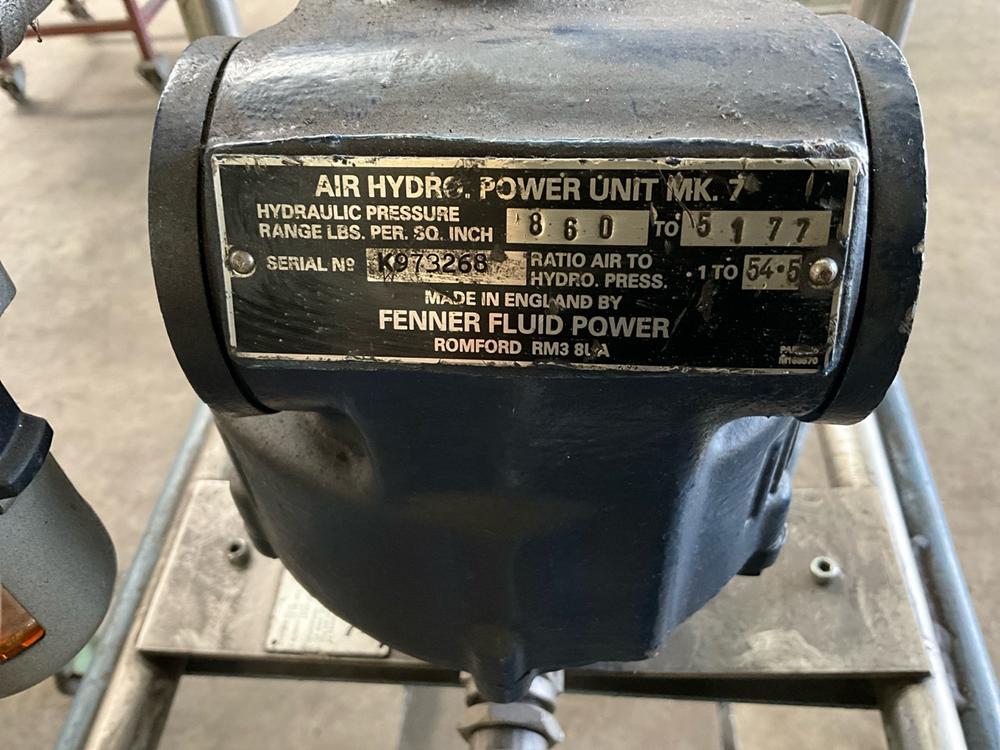 AIR HYDRO. POWER UNIT MK. 7
HYDRAULIC PRESSURE
RANGE LBS. PER. SQ. INCH 860 TO 5177
SERIAL Nº K973268 RATIO AIR TO
HYDRO. PRESS. · 1 TO 54·5
MADE IN ENGLAND BY
FENNER FLUID POWER
ROMFORD RM3